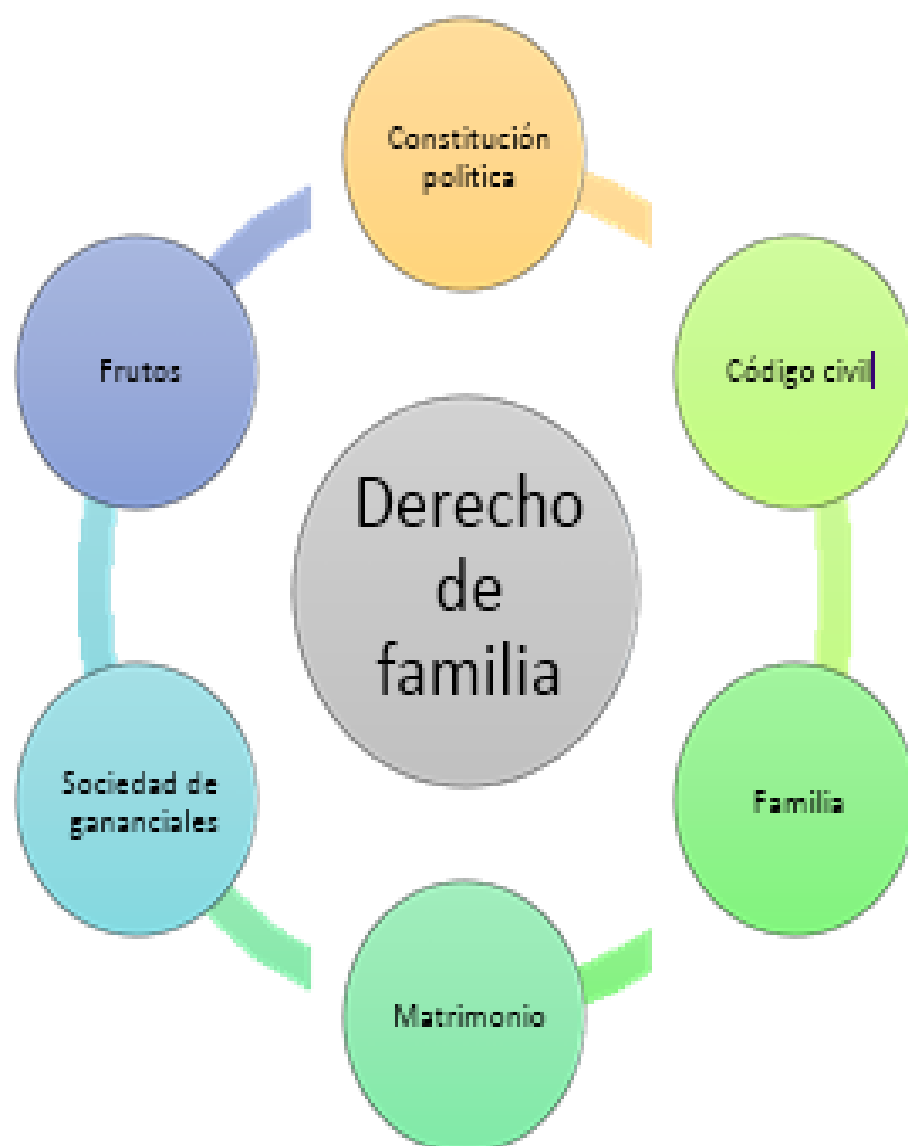 Constitución
política
Código civil
Familia
Matrimonio
Sociedad de
gananciales
Frutos
Derecho
de
familia